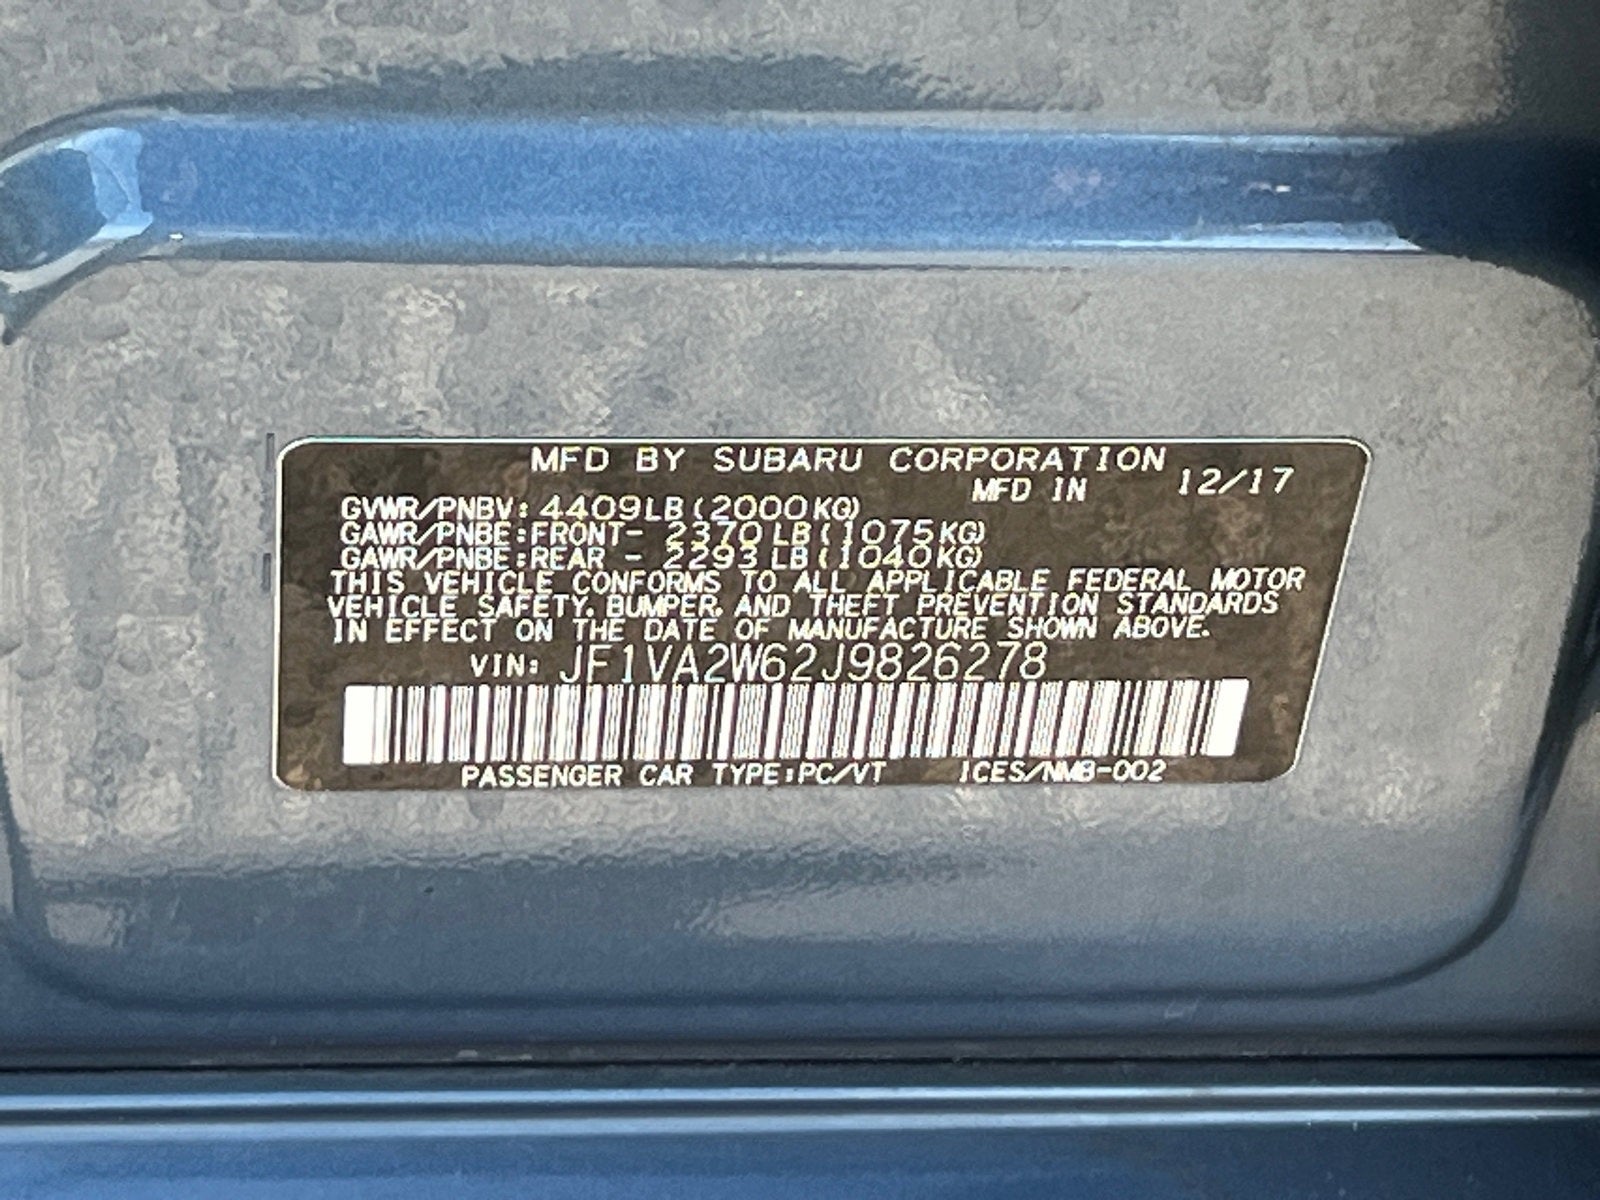 MFD BY SUBARU CORPORATION
MFD IN 12/17
GVWR/PNBV: 4409LB(2000KG)
GAWR/PNBE:FRONT- 2370LB(1075KG)
GAWR/PNBE:REAR - 2293LB(1040KG)
THIS VEHICLE CONFORMS TO ALL APPLICABLE FEDERAL MOTOR
VEHICLE SAFETY, BUMPER, AND THEFT PREVENTION STANDARDS
IN EFFECT ON THE DATE OF MANUFACTURE SHOWN ABOVE.
VIN: JF1VA2W62J9826278
PASSENGER CAR TYPE:PC/VT ICES/NMB-002